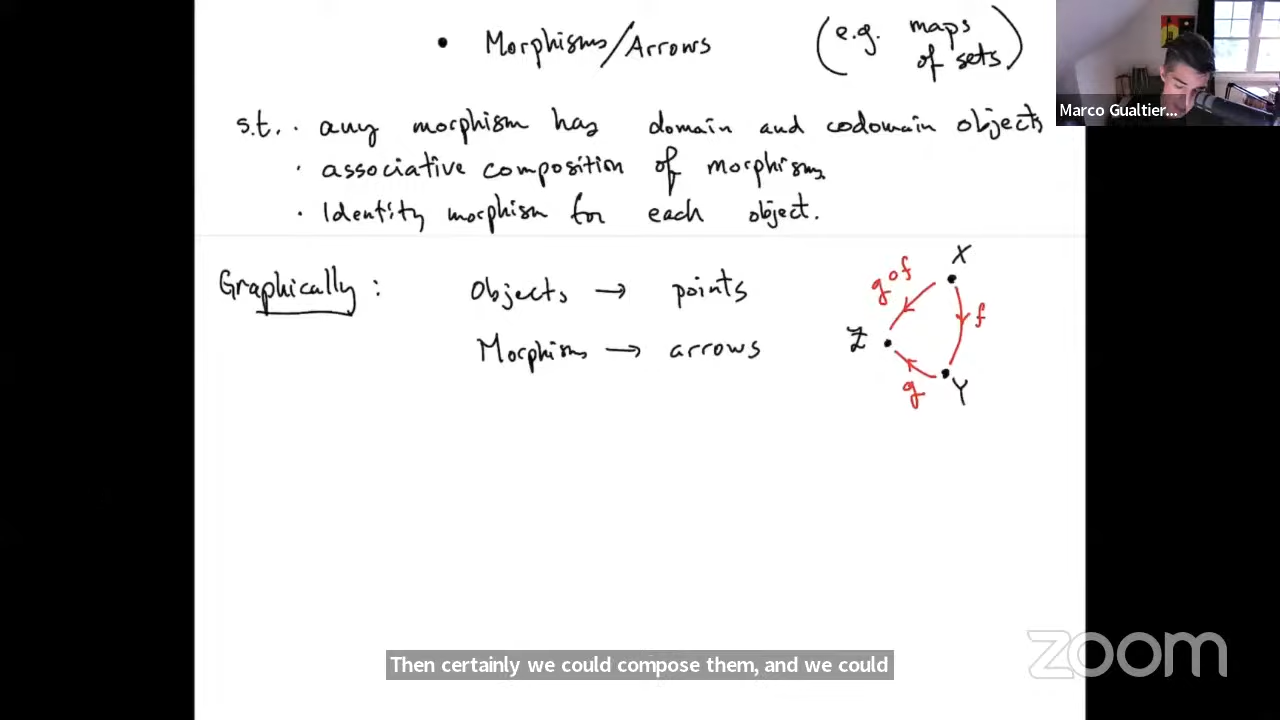 • Morphisms/Arrows (e.g. maps
of sets)
Marco Gualtier...
s.t. · any morphism has domain and codomain objects
· associative composition of morphisms.
· Identity morphism for each object.
Graphically : Objects → points
Morphisms → arrows
X
g∘f
f
Z
g
Y
Then certainly we could compose them, and we could
zoom